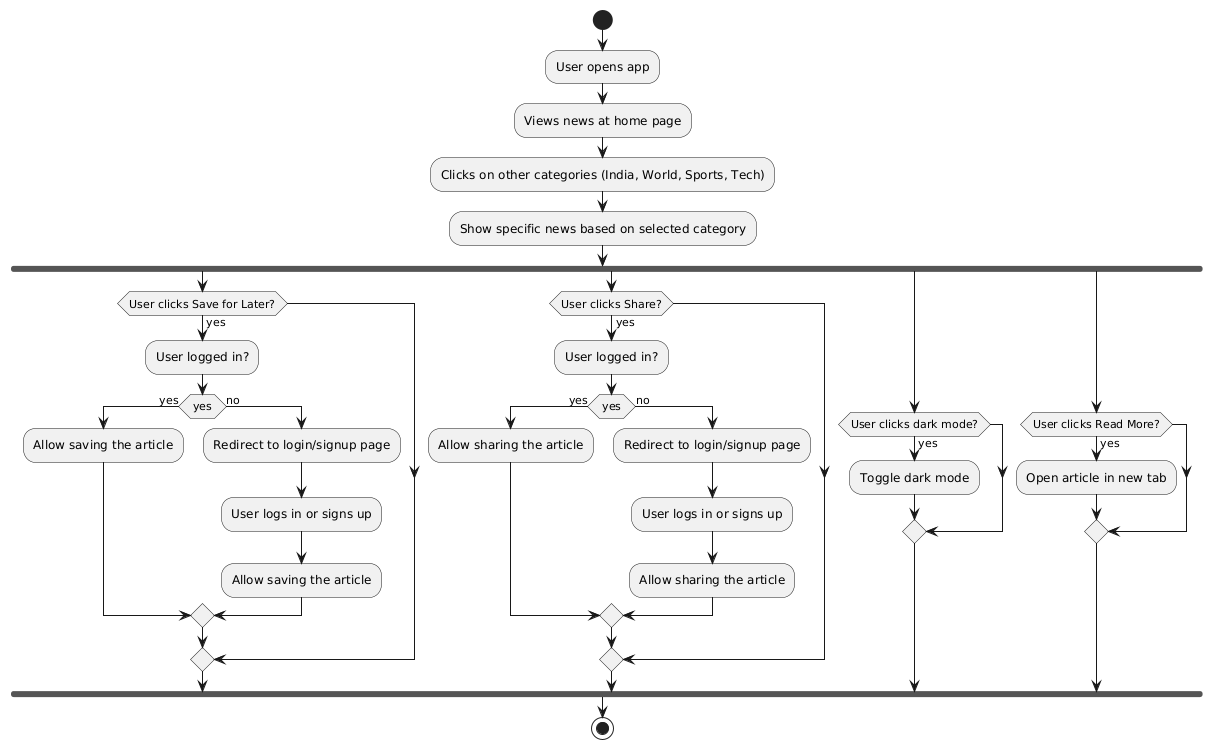 User opens app
Views news at home page
Clicks on other categories (India, World, Sports, Tech)
Show specific news based on selected category
User clicks Save for Later?
yes
User logged in?
yes
yes
no
Allow saving the article
Redirect to login/signup page
User logs in or signs up
Allow saving the article
User clicks Share?
yes
User logged in?
yes
yes
no
Allow sharing the article
Redirect to login/signup page
User logs in or signs up
Allow sharing the article
User clicks dark mode?
yes
Toggle dark mode
User clicks Read More?
yes
Open article in new tab